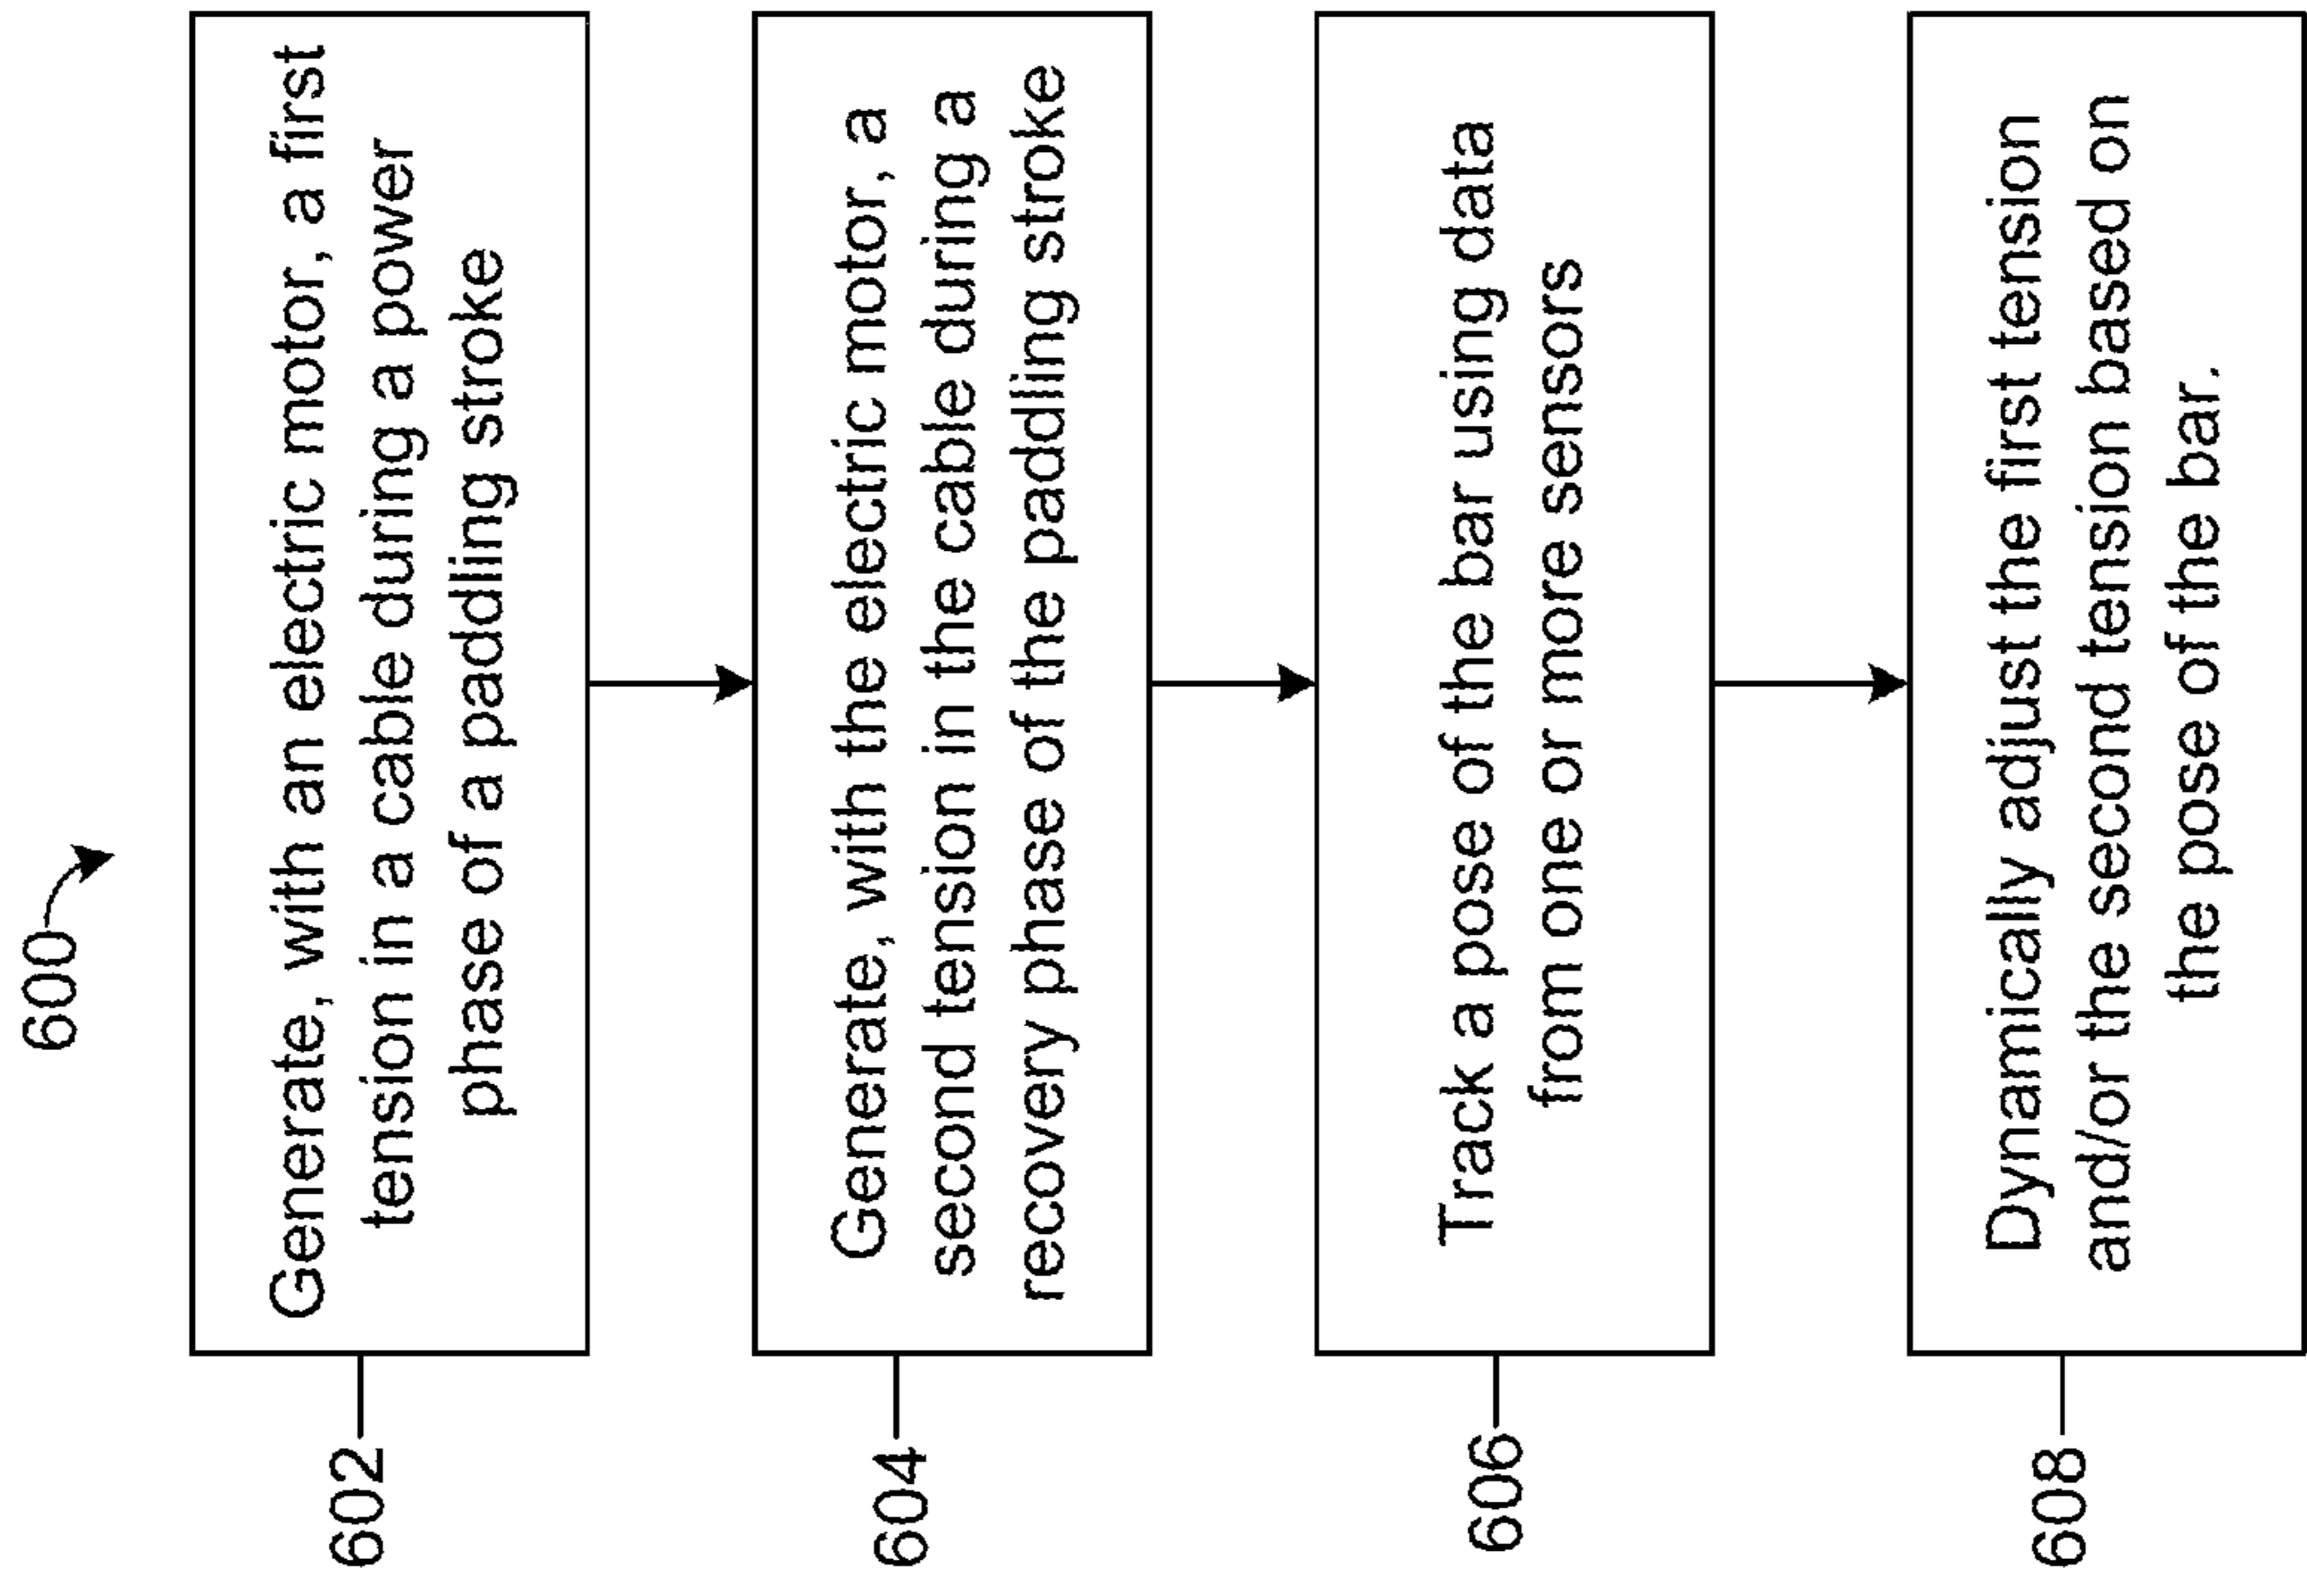 600
602
Generate, with an electric motor, a first
tension in a cable during a power
phase of a paddling stroke
604
Generate, with the electric motor, a
second tension in the cable during a
recovery phase of the paddling stroke
606
Track a pose of the bar using data
from one or more sensors
608
Dynamically adjust the first tension
and/or the second tension based on
the pose of the bar.